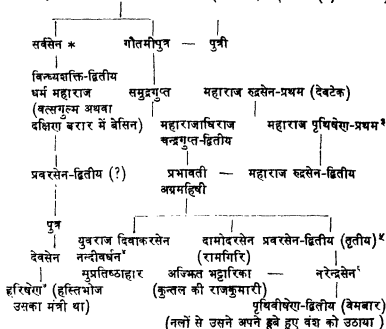 सर्वसेन * गौतमीपुत्र — पुत्री
विन्ध्यशक्ति-द्वितीय
धर्म महाराज समुद्रगुप्त महाराज रुद्रसेन-प्रथम (देवटेक)
(वत्सगुल्म अथवा
दक्षिण बरार में बेसिन) महाराजाधिराज महाराज पृथिषेण-प्रथम
चन्द्रगुप्त-द्वितीय
प्रवरसेन-द्वितीय (?) प्रभावती — महाराज रुद्रसेन-द्वितीय
अग्रमहिषी
पुत्र युवराज दिवाकरसेन दामोदरसेन प्रवरसेन-द्वितीय (तृतीय)
देवसेन नन्दीवर्धन (रामगिरि)
सुप्रतिष्ठाहार अज्झित भट्टारिका — नरेन्द्रसेन
हरिषेण (हस्तिभोज (कुन्तल की राजकुमारी)
उसका मंत्री था) पृथिवीषेण-द्वितीय (वेमबार)
(नलों से उसने अपने डूबे हुए वंश को उठाया)